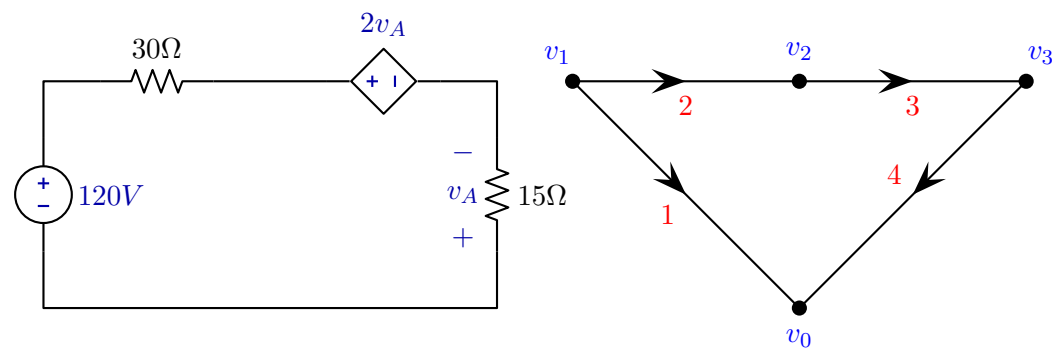 2v_A
30Ω
+ −
−
+
−
120V
v_A
15Ω
+
v_1
v_2
v_3
2
3
4
1
v_0